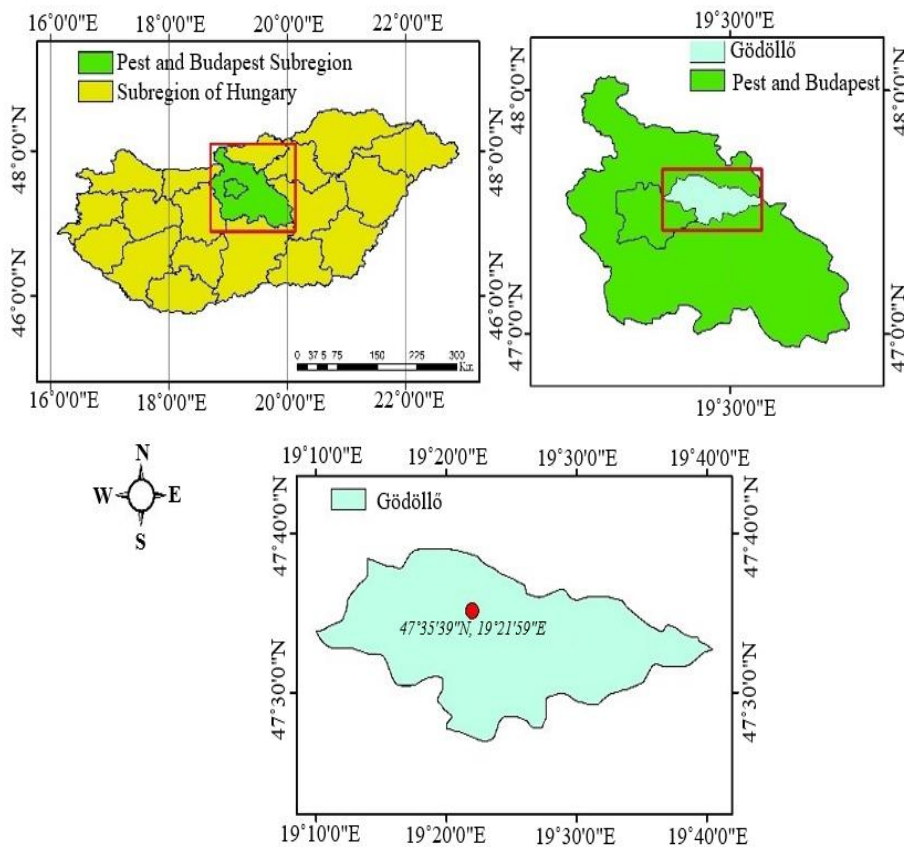 16°0'0"E 18°0'0"E 20°0'0"E 22°0'0"E
Pest and Budapest Subregion
Subregion of Hungary
48°0'0"N
46°0'0"N
48°0'0"N
46°0'0"N
0 37 5 75 150 225 300
Km
16°0'0"E 18°0'0"E 20°0'0"E 22°0'0"E
19°30'0"E
Gödöllő
Pest and Budapest
48°0'0"N
47°0'0"N
48°0'0"N
47°0'0"N
19°30'0"E
N
W E
S
19°10'0"E 19°20'0"E 19°30'0"E 19°40'0"E
Gödöllő
47°40'0"N
47°30'0"N
47°40'0"N
47°30'0"N
47°35'39"N, 19°21'59"E
19°10'0"E 19°20'0"E 19°30'0"E 19°40'0"E